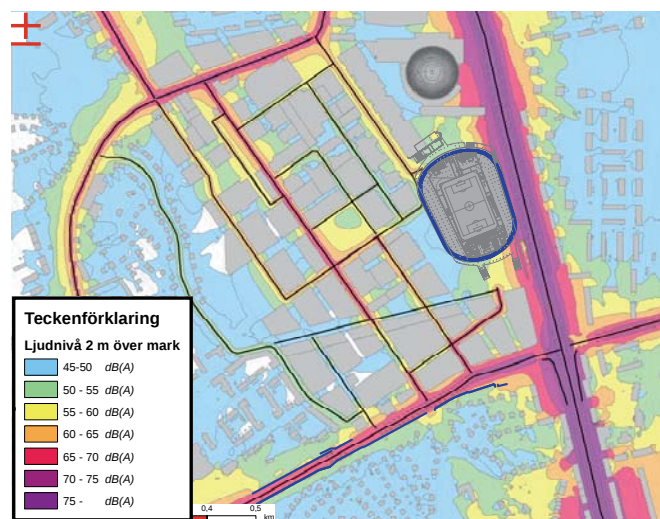 Teckenförklaring
Ljudnivå 2 m över mark
45-50 dB(A)
50 - 55 dB(A)
55 - 60 dB(A)
60 - 65 dB(A)
65 - 70 dB(A)
70 - 75 dB(A)
75 - dB(A)
0,4 0,5
km